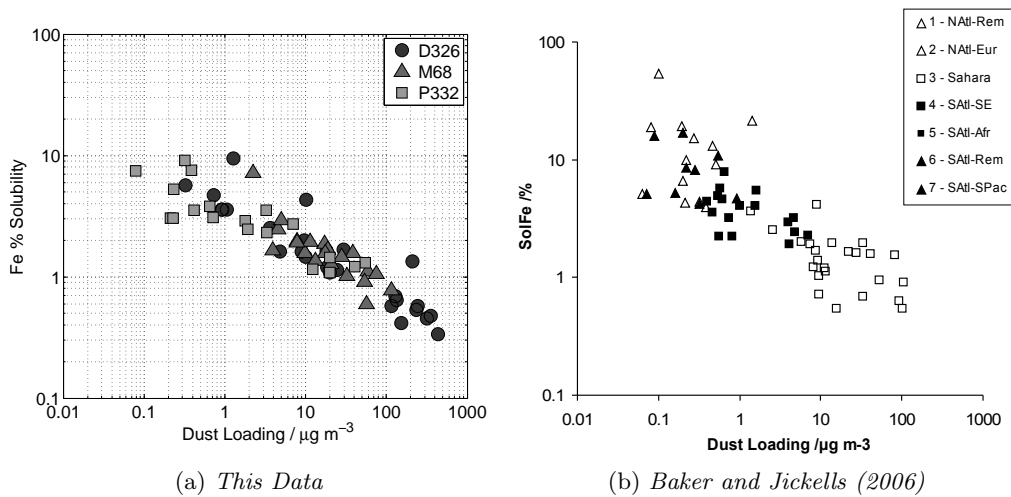 100
10
1
0.1
Fe % Solubility
0.01
0.1
1
10
100
1000
Dust Loading / μg m⁻³
D326
M68
P332
(a) This Data
100%
10%
1%
0.1
SolFe /%
0.01
0.1
1
10
100
1000
Dust Loading /μg m-3
1 - NAtl-Rem
2 - NAtl-Eur
3 - Sahara
4 - SAtl-SE
5 - SAtl-Afr
6 - SAtl-Rem
7 - SAtl-SPac
(b) Baker and Jickells (2006)